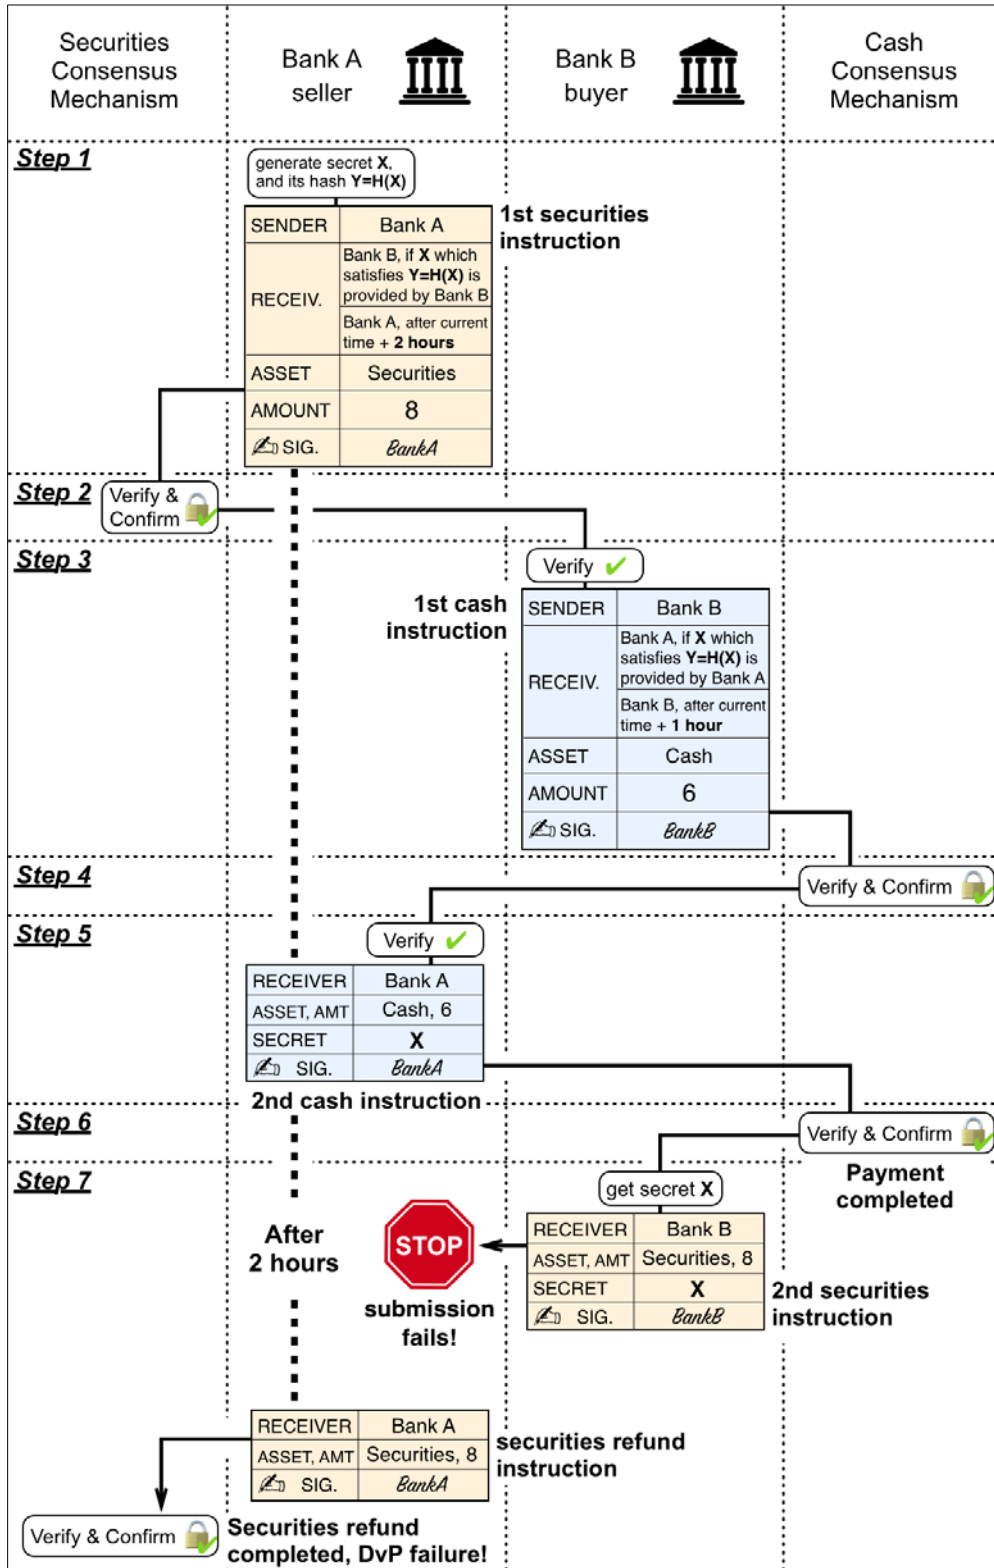 Securities
Consensus
Mechanism
Bank A
seller
Bank B
buyer
Cash
Consensus
Mechanism
Step 1
generate secret X,
and its hash Y=H(X)
1st securities
instruction
SENDER
Bank A
RECEIV.
Bank B, if X which
satisfies Y=H(X) is
provided by Bank B
Bank A, after current
time + 2 hours
ASSET
Securities
AMOUNT
8
SIG.
BankA
Step 2
Verify &
Confirm
Step 3
Verify
1st cash
instruction
SENDER
Bank B
RECEIV.
Bank A, if X which
satisfies Y=H(X) is
provided by Bank A
Bank B, after current
time + 1 hour
ASSET
Cash
AMOUNT
6
SIG.
BankB
Step 4
Verify & Confirm
Step 5
Verify
RECEIVER
Bank A
ASSET, AMT
Cash, 6
SECRET
X
SIG.
BankA
2nd cash instruction
Step 6
Verify & Confirm
Payment
completed
Step 7
get secret X
After
2 hours
STOP
submission
fails!
RECEIVER
Bank B
ASSET, AMT
Securities, 8
SECRET
X
SIG.
BankB
2nd securities
instruction
RECEIVER
Bank A
ASSET, AMT
Securities, 8
SIG.
BankA
securities refund
instruction
Verify & Confirm
Securities refund
completed, DvP failure!